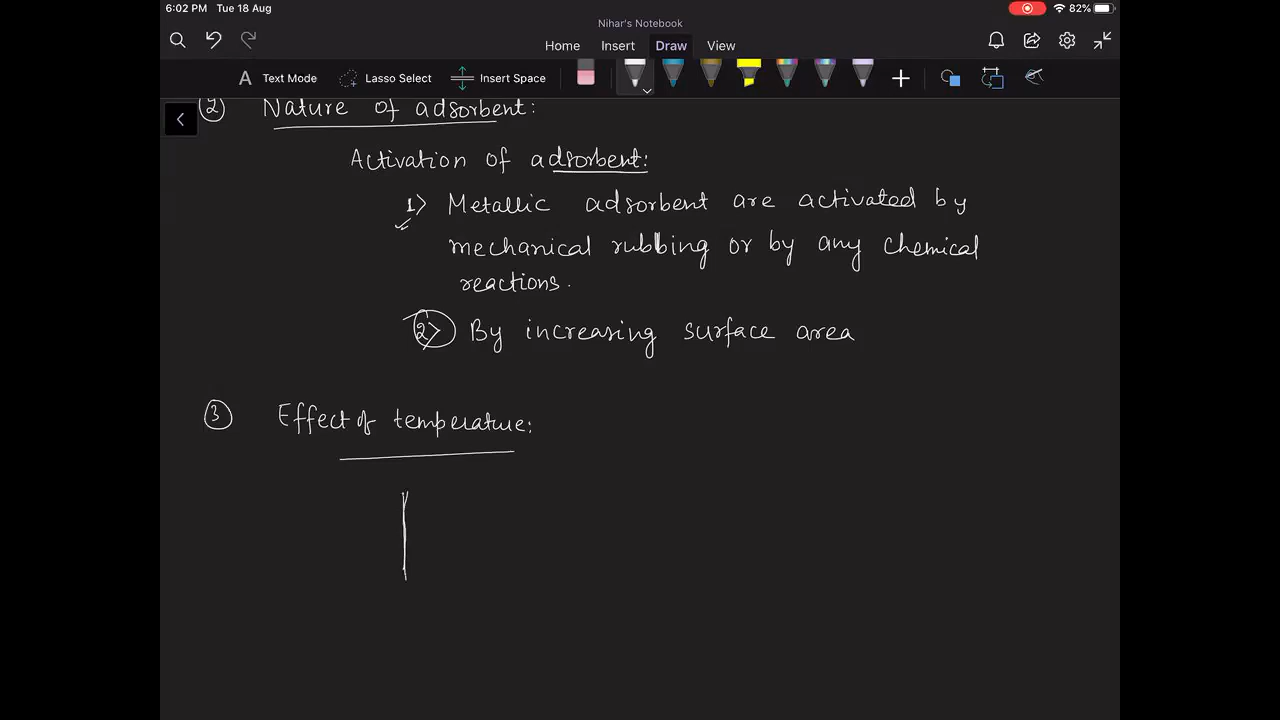 6:02 PM Tue 18 Aug
82%
Nihar's Notebook
Home Insert Draw View
A Text Mode Lasso Select Insert Space
2 Nature of adsorbent:
Activation of adsorbent:
1> Metallic adsorbent are activated by
mechanical rubbing or by any chemical
reactions.
2> By increasing surface area
3 Effect of temperature: